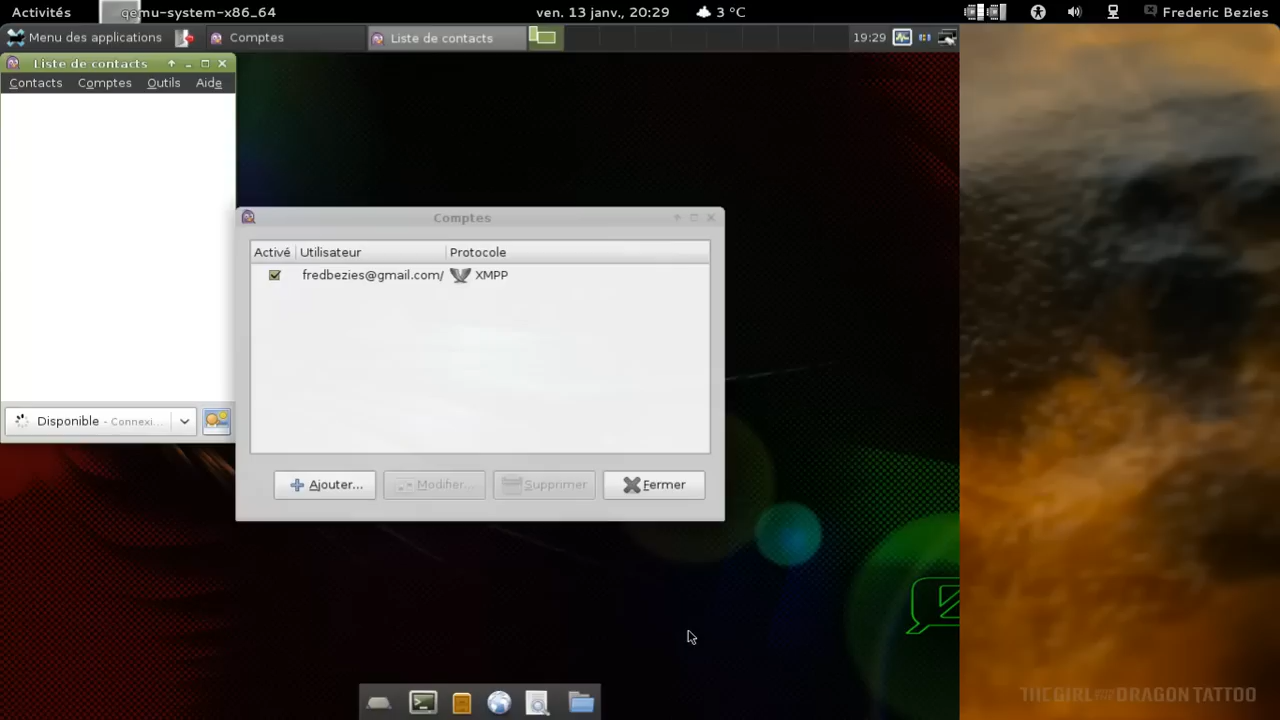 Activités qemu-system-x86_64 ven. 13 janv., 20:29 3 °C Frederic Bezies
Menu des applications Comptes Liste de contacts 19:29
Liste de contacts
Contacts Comptes Outils Aide
Comptes
Activé Utilisateur Protocole
fredbezies@gmail.com/ XMPP
Disponible - Connexi...
Ajouter... Modifier... Supprimer Fermer
THE GIRL WITH THE DRAGON TATTOO